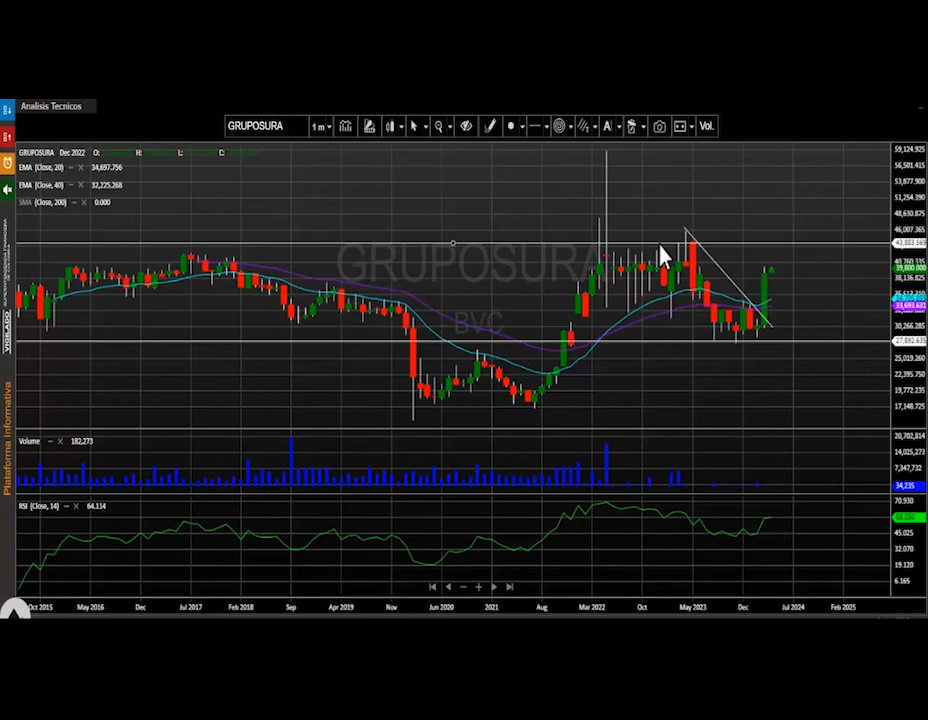 Analisis Tecnicos
GRUPOSURA 1 m Vol.
GRUPOSURA Dec 2022 O: H: L: C:
EMA (Close, 20) 34,697.756
EMA (Close, 40) 32,225.268
SMA (Close, 200) 0.000
GRUPOSURA
- BVC
59,124.925
56,501.415
53,877.900
51,254.390
48,630.875
46,007.365
43,883.569
40,760.335
39,800.000
38,136.825
33,693.631
30,266.285
27,892.635
25,019.260
22,395.750
19,772.235
17,148.725
Volume 182,273
20,702,814
14,025,273
7,347,732
34,235
RSI (Close, 14) 64.114
70.930
45.025
32.070
19.120
6.165
Oct 2015 May 2016 Dec Jul 2017 Feb 2018 Sep Apr 2019 Nov Jun 2020 2021 Aug Mar 2022 Oct May 2023 Dec Jul 2024 Feb 2025
VIGILADO
Plataforma Informativa